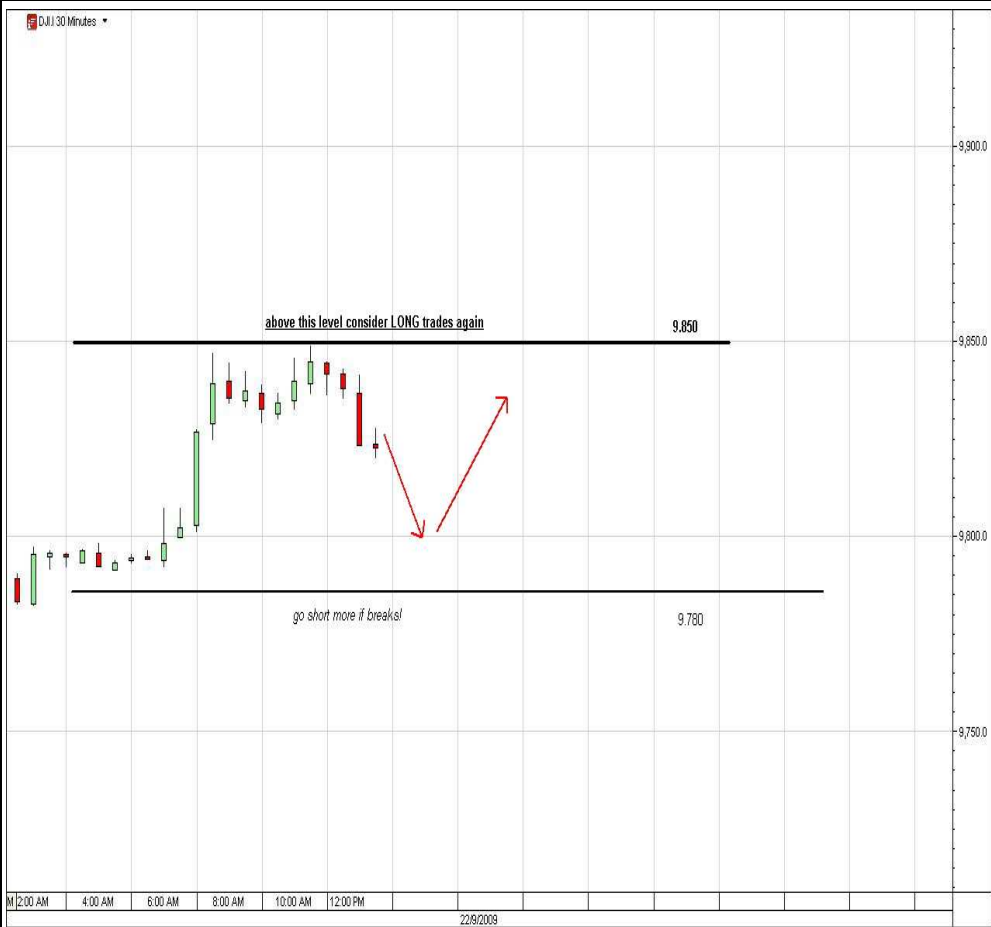 DJI.I 30 Minutes
9,900.0
above this level consider LONG trades again 9.850
9,850.0
9,800.0
go short more if breaks! 9.780
9,750.0
M 2:00 AM 4:00 AM 6:00 AM 8:00 AM 10:00 AM 12:00 PM
22/9/2009